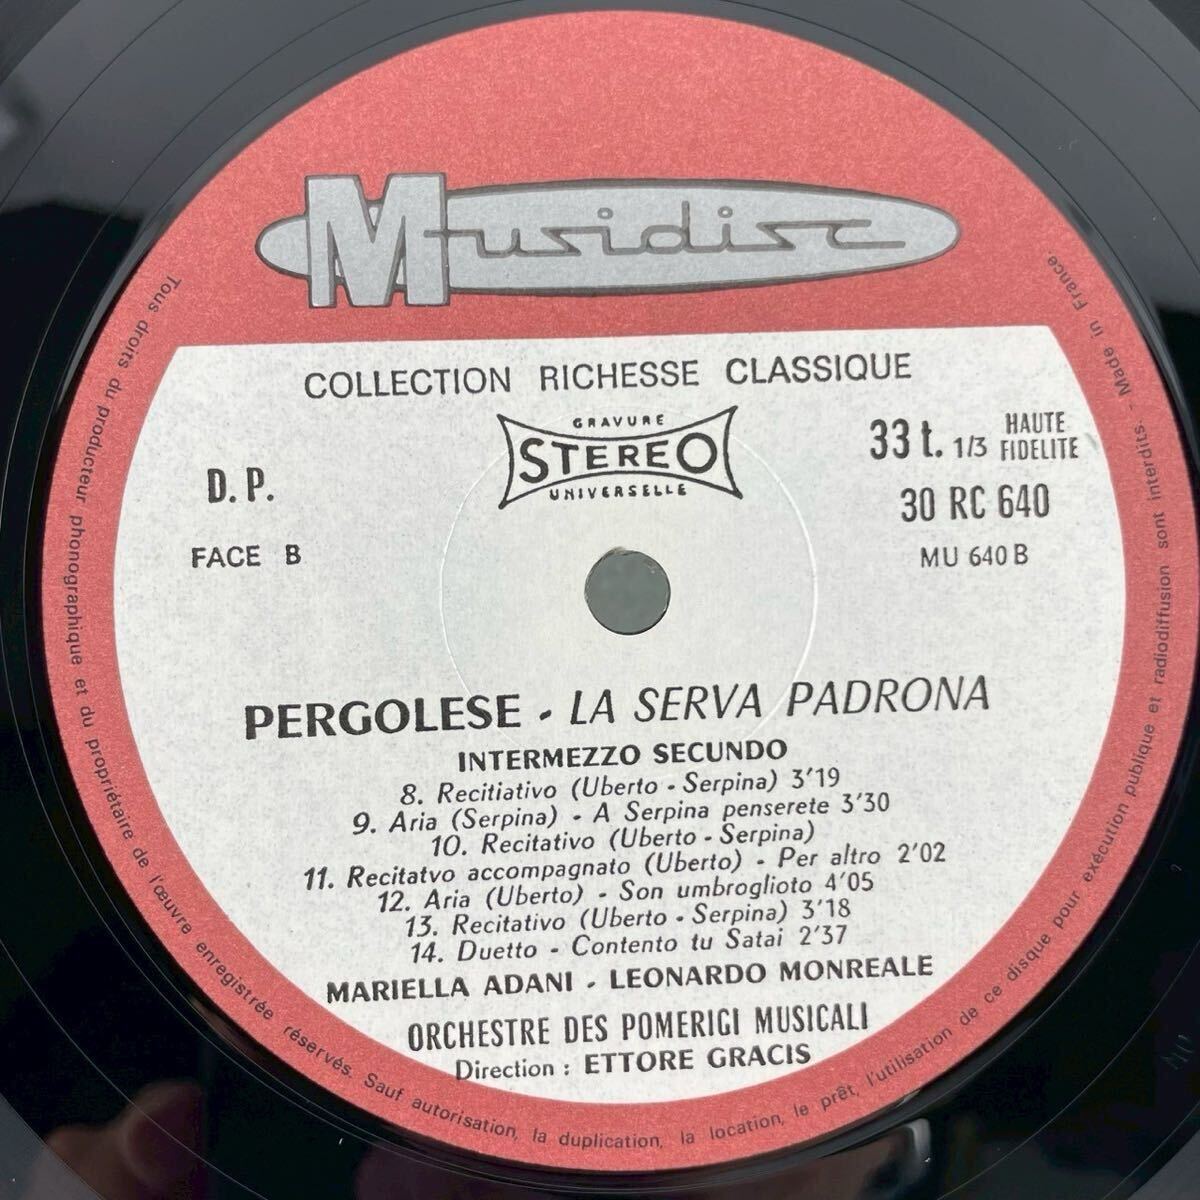 Musidisc
COLLECTION RICHESSE CLASSIQUE
GRAVURE
STEREO
UNIVERSELLE
D. P.
FACE B
33 t. 1/3 HAUTE FIDELITE
30 RC 640
MU 640 B
PERGOLESE - LA SERVA PADRONA
INTERMEZZO SECUNDO
8. Recitiativo (Uberto - Serpina) 3'19
9. Aria (Serpina) - A Serpina penserete 3'30
10. Recitativo (Uberto - Serpina)
11. Recitatvo accompagnato (Uberto) - Per altro 2'02
12. Aria (Uberto) - Son umbroglioto 4'05
13. Recitativo (Uberto - Serpina) 3'18
14. Duetto - Contento tu Satai 2'37
MARIELLA ADANI - LEONARDO MONREALE
ORCHESTRE DES POMERIGI MUSICALI
Direction : ETTORE GRACIS
Tous droits du producteur phonographique et du propriétaire de l'œuvre enregistrée réservés. Sauf autorisation, la duplication, la location, le prêt, l'utilisation de ce disque pour exécution publique et radiodiffusion sont interdits. - Made in France.